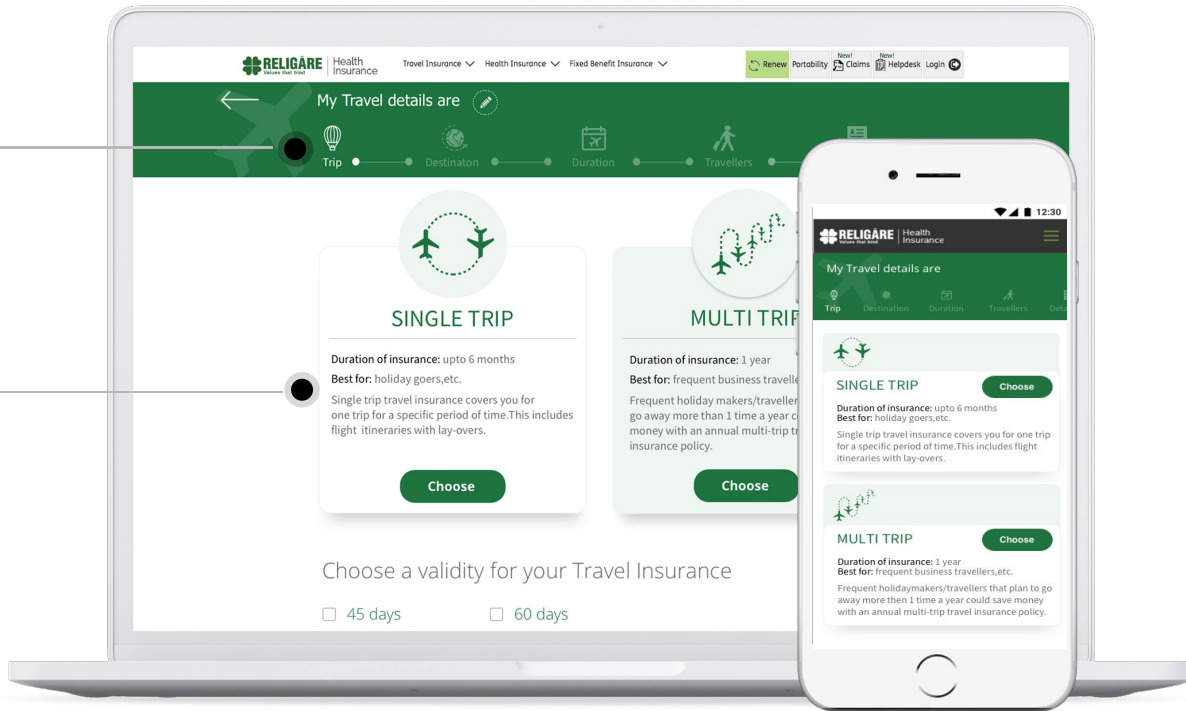 RELIGARE
Values that bind
Health
Insurance
Travel Insurance
Health Insurance
Fixed Benefit Insurance
Renew
Portability
New!
Claims
New!
Helpdesk
Login
My Travel details are
Trip
Destinaton
Duration
Travellers
SINGLE TRIP
Duration of insurance: upto 6 months
Best for: holiday goers,etc.
Single trip travel insurance covers you for
one trip for a specific period of time.This includes
flight itineraries with lay-overs.
Choose
MULTI TRIP
Duration of insurance: 1 year
Best for: frequent business travelle
Frequent holiday makers/traveller
go away more than 1 time a year c
money with an annual multi-trip tr
insurance policy.
Choose
Choose a validity for your Travel Insurance
45 days
60 days
12:30
RELIGARE
Values that bind
Health
Insurance
My Travel details are
Trip
Destination
Duration
Travellers
Deta
SINGLE TRIP
Choose
Duration of insurance: upto 6 months
Best for: holiday goers,etc.
Single trip travel insurance covers you for one trip
for a specific period of time.This includes flight
itineraries with lay-overs.
MULTI TRIP
Choose
Duration of insurance: 1 year
Best for: frequent business travellers,etc.
Frequent holidaymakers/travellers that plan to go
away more then 1 time a year could save money
with an annual multi-trip travel insurance policy.